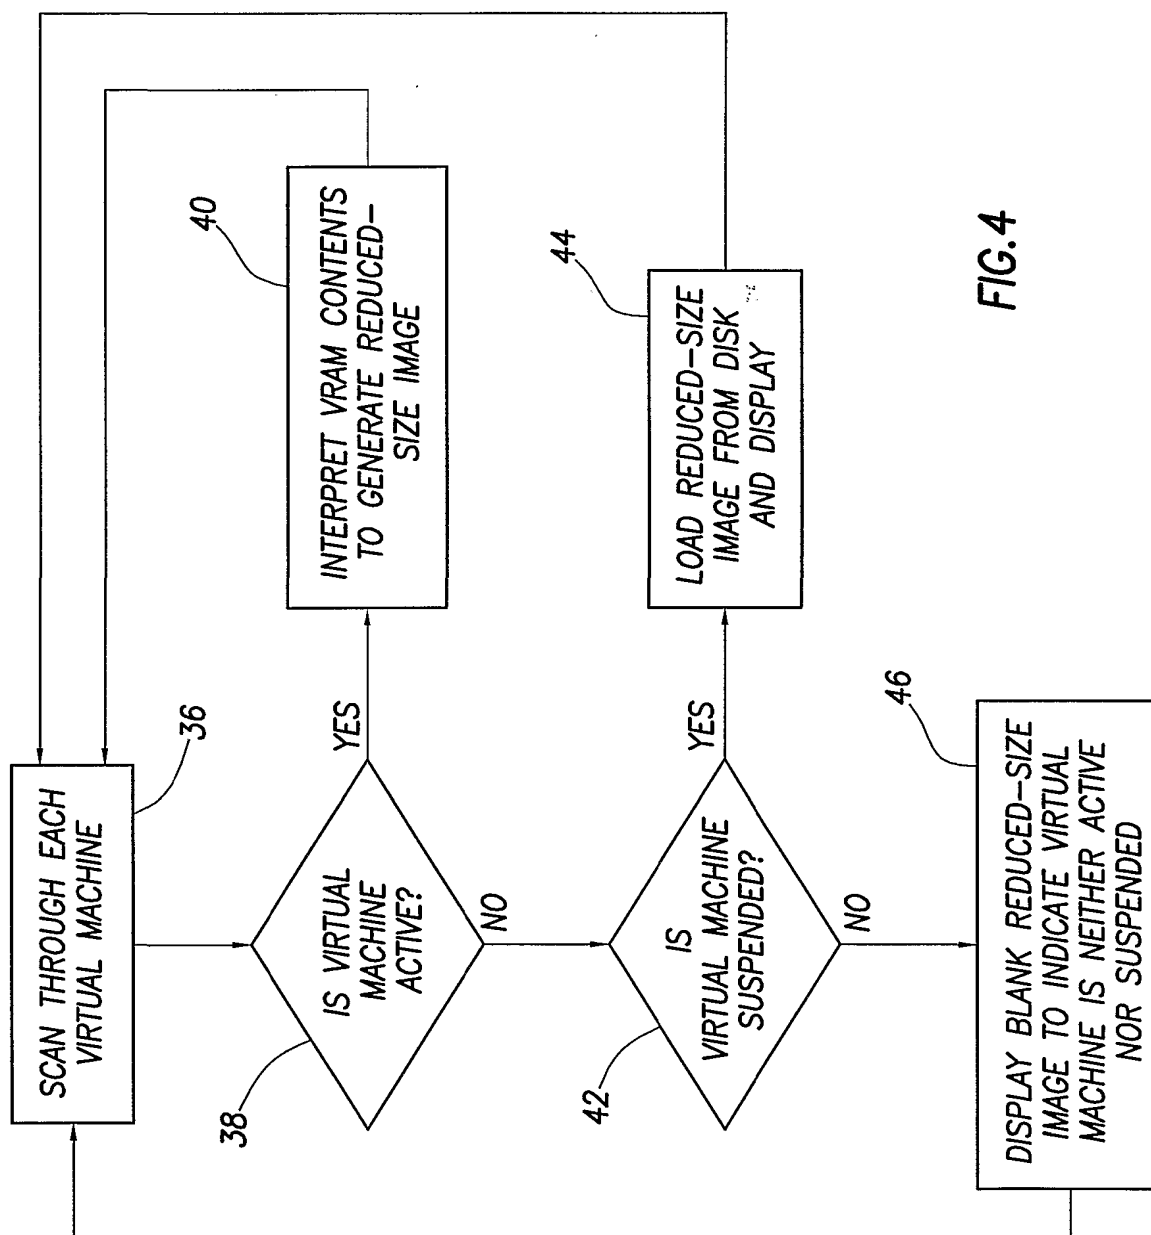 SCAN THROUGH EACH
VIRTUAL MACHINE
36
IS VIRTUAL
MACHINE
ACTIVE?
38
YES
NO
INTERPRET VRAM CONTENTS
TO GENERATE REDUCED-
SIZE IMAGE
40
IS
VIRTUAL MACHINE
SUSPENDED?
42
YES
NO
LOAD REDUCED-SIZE
IMAGE FROM DISK
AND DISPLAY
44
DISPLAY BLANK REDUCED-SIZE
IMAGE TO INDICATE VIRTUAL
MACHINE IS NEITHER ACTIVE
NOR SUSPENDED
46
FIG.4